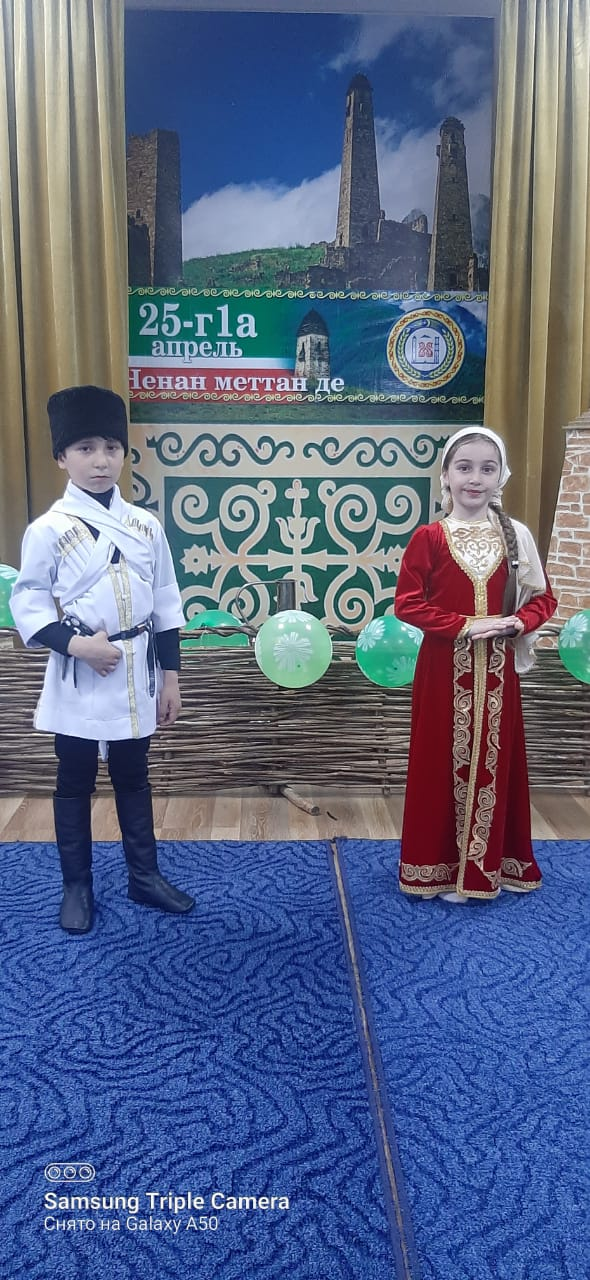 25-г1а
апрель
Ненан меттан де
Samsung Triple Camera
Снято на Galaxy A50